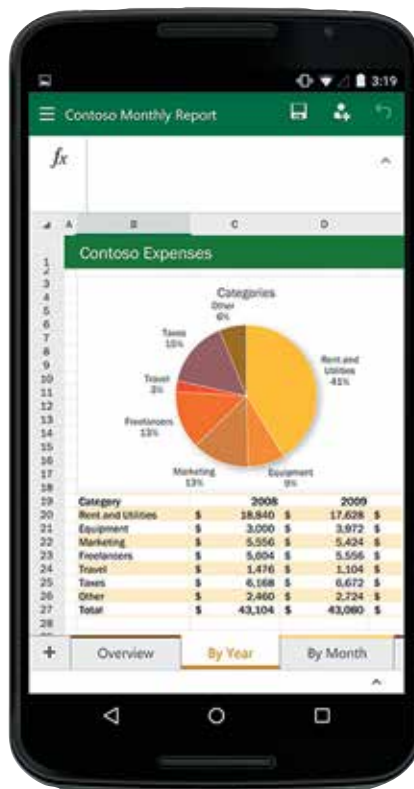 3:19
Contoso Monthly Report
fx
A B C D
1 Contoso Expenses
2
3
4 Categories
5 Other
6 6%
7 Taxes
8 15%
9 Rent and
10 Travel Utilities
11 3% 41%
12
13 Freelancers
14 13%
15
16 Marketing Equipment
17 13% 9%
18
19 Category 2008 2009
20 Rent and Utilities $ 18,840 $ 17,628 $
21 Equipment $ 3,000 $ 3,972 $
22 Marketing $ 5,556 $ 5,424 $
23 Freelancers $ 5,604 $ 5,556 $
24 Travel $ 1,476 $ 1,104 $
25 Taxes $ 6,168 $ 6,672 $
26 Other $ 2,460 $ 2,724 $
27 Total $ 43,104 $ 43,080 $
28
+ Overview By Year By Month